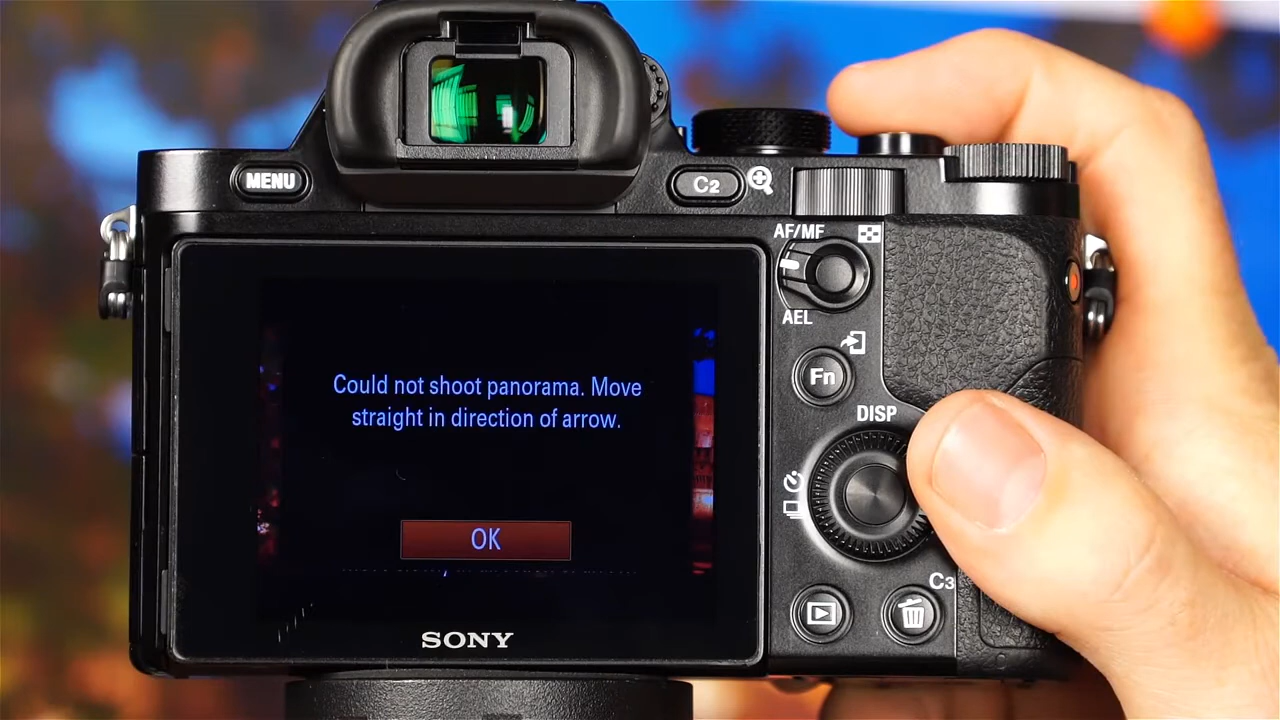 MENU
C2
AF/MF
AEL
Fn
DISP
Could not shoot panorama. Move
straight in direction of arrow.
OK
C3
SONY